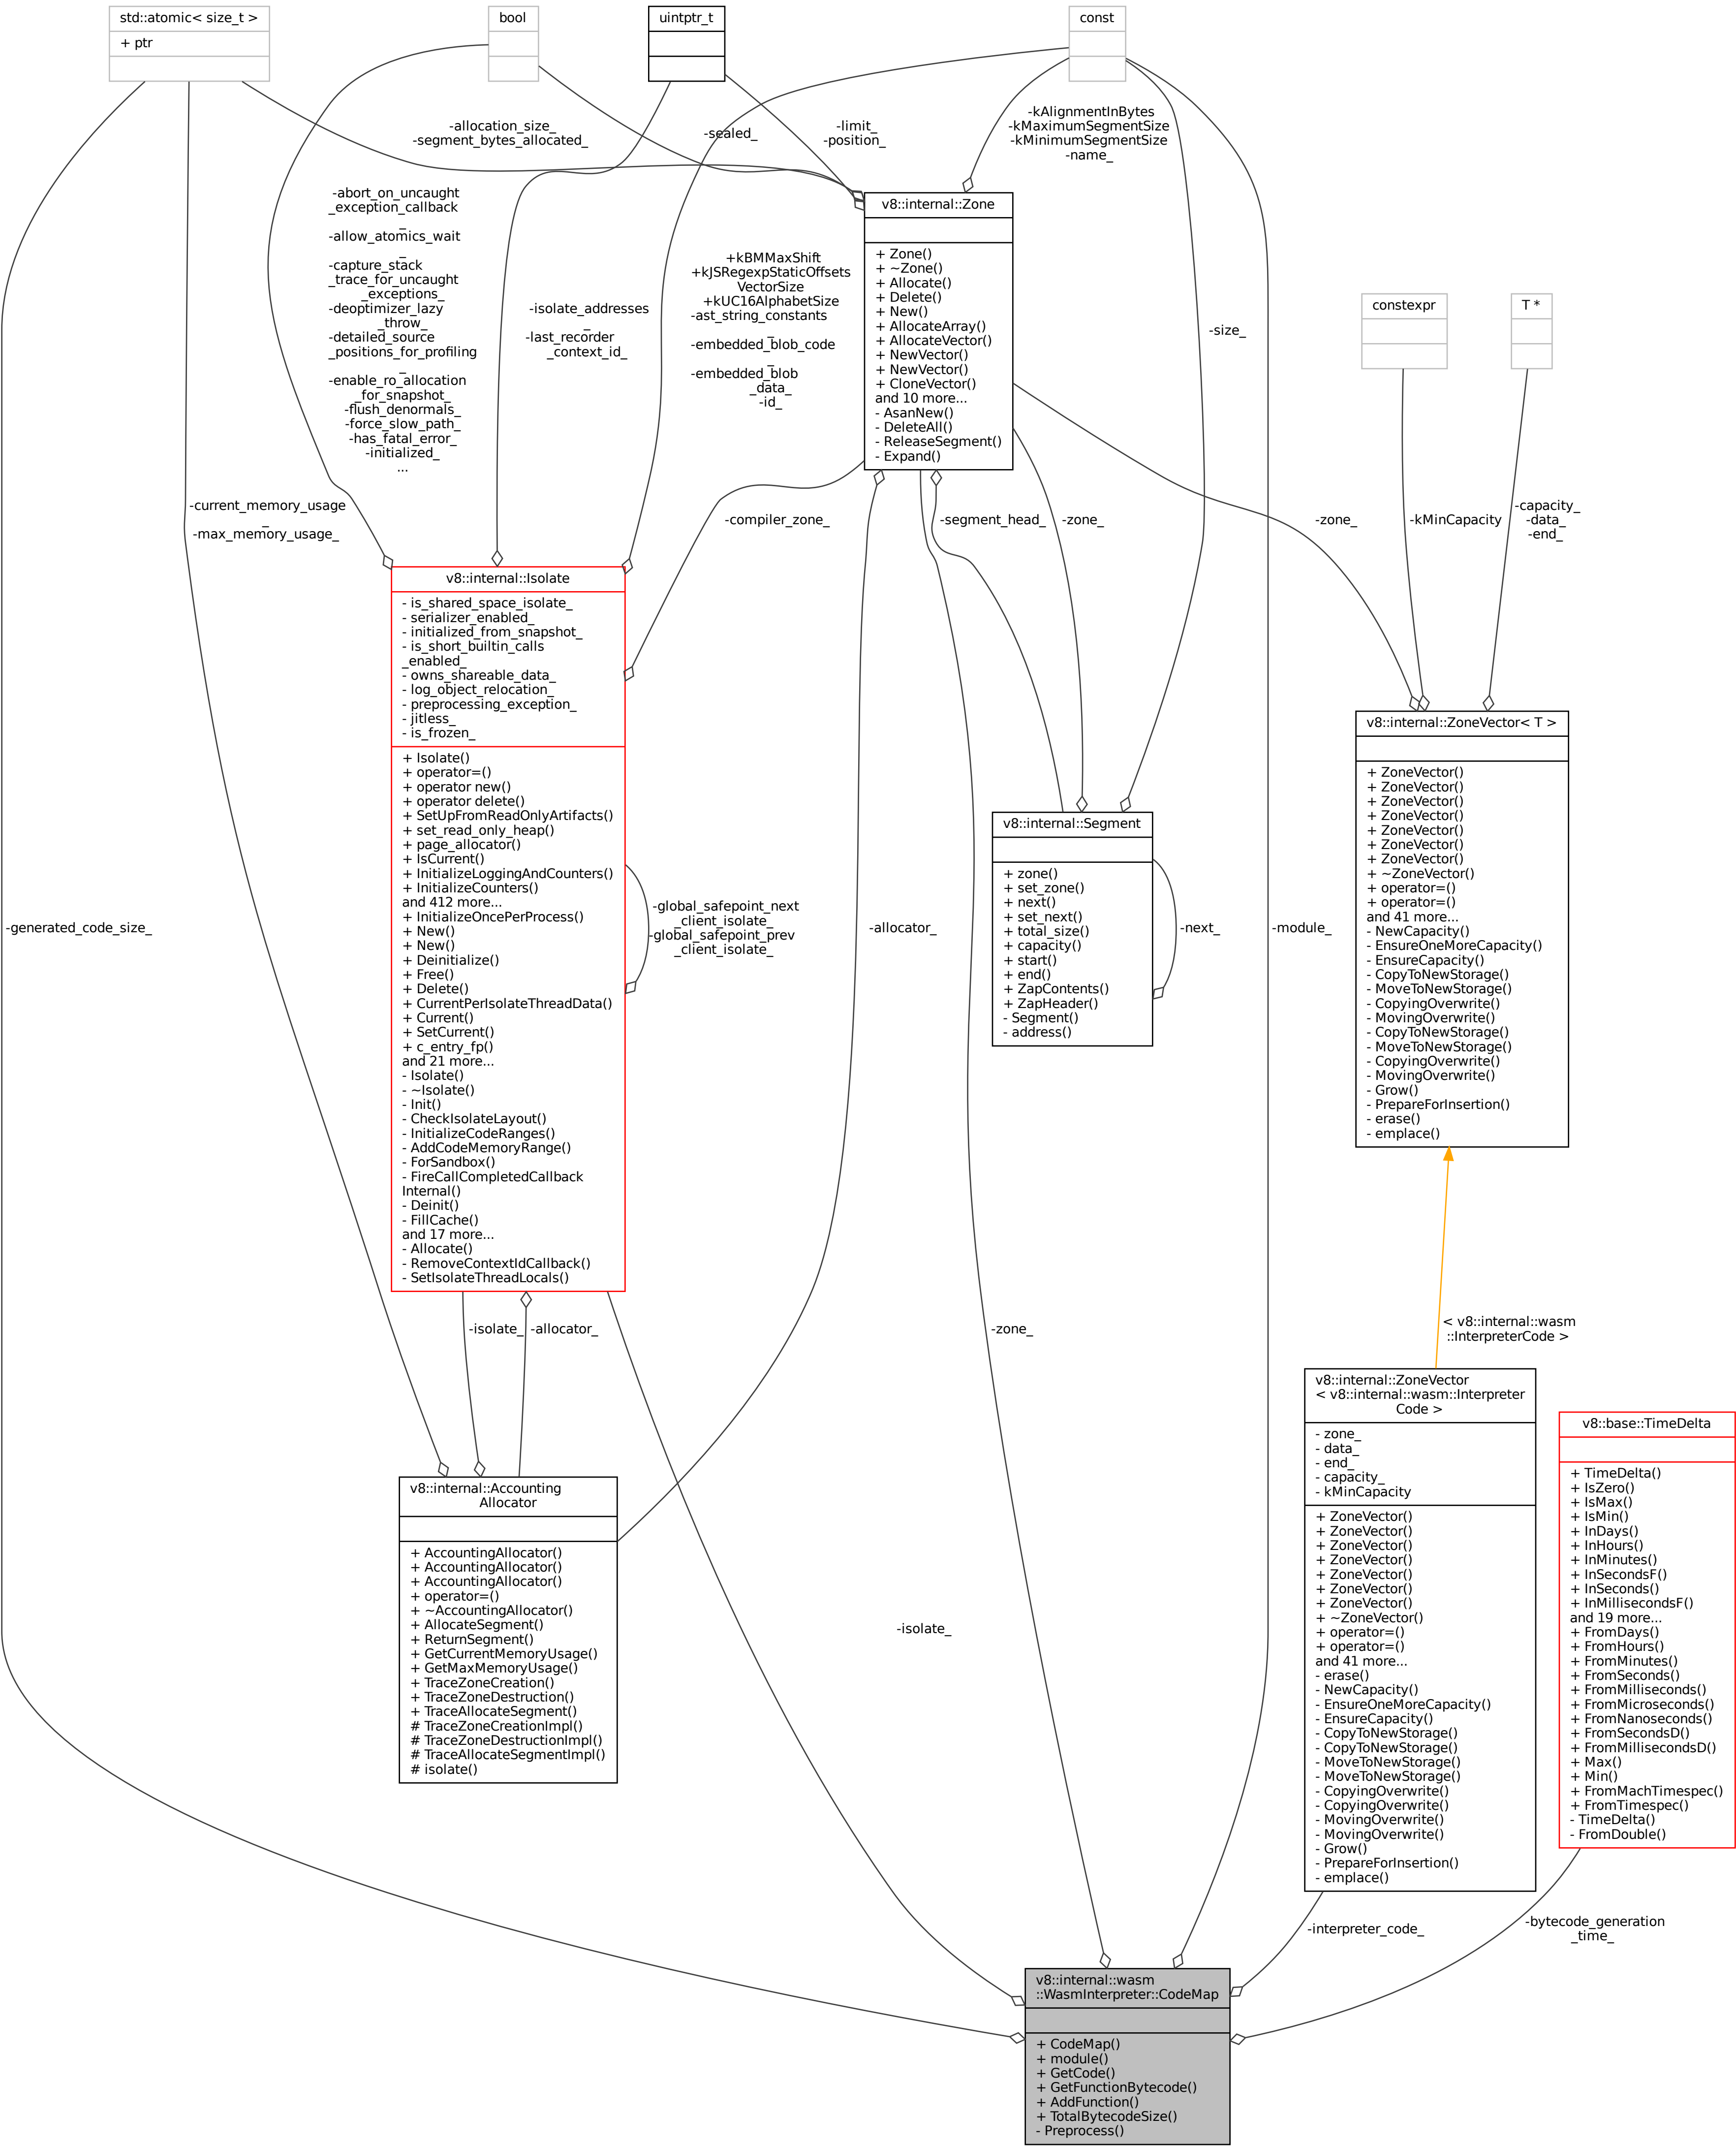 std::atomic< size_t >
+ ptr
bool
uintptr_t
const
-allocation_size_
-segment_bytes_allocated_
-sealed_
-limit_
-position_
-kAlignmentInBytes
-kMaximumSegmentSize
-kMinimumSegmentSize
-name_
-abort_on_uncaught
_exception_callback
_
-allow_atomics_wait
_
-capture_stack
_trace_for_uncaught
_exceptions_
-deoptimizer_lazy
_throw_
-detailed_source
_positions_for_profiling
_
-enable_ro_allocation
_for_snapshot_
-flush_denormals_
-force_slow_path_
-has_fatal_error_
-initialized_
...
-isolate_addresses
_
-last_recorder
_context_id_
+kBMMaxShift
+kJSRegexpStaticOffsets
VectorSize
+kUC16AlphabetSize
-ast_string_constants
_
-embedded_blob_code
_
-embedded_blob
_data_
-id_
v8::internal::Zone
+ Zone()
+ ~Zone()
+ Allocate()
+ Delete()
+ New()
+ AllocateArray()
+ AllocateVector()
+ NewVector()
+ NewVector()
+ CloneVector()
and 10 more...
- AsanNew()
- DeleteAll()
- ReleaseSegment()
- Expand()
-size_
constexpr
T *
-current_memory_usage
_
-max_memory_usage_
-compiler_zone_
-segment_head_
-zone_
-zone_
-kMinCapacity
-capacity_
-data_
-end_
v8::internal::Isolate
- is_shared_space_isolate_
- serializer_enabled_
- initialized_from_snapshot_
- is_short_builtin_calls
_enabled_
- owns_shareable_data_
- log_object_relocation_
- preprocessing_exception_
- jitless_
- is_frozen_
+ Isolate()
+ operator=()
+ operator new()
+ operator delete()
+ SetUpFromReadOnlyArtifacts()
+ set_read_only_heap()
+ page_allocator()
+ IsCurrent()
+ InitializeLoggingAndCounters()
+ InitializeCounters()
and 412 more...
+ InitializeOncePerProcess()
+ New()
+ New()
+ Deinitialize()
+ Free()
+ Delete()
+ CurrentPerIsolateThreadData()
+ Current()
+ SetCurrent()
+ c_entry_fp()
and 21 more...
- Isolate()
- ~Isolate()
- Init()
- CheckIsolateLayout()
- InitializeCodeRanges()
- AddCodeMemoryRange()
- ForSandbox()
- FireCallCompletedCallback
Internal()
- Deinit()
- FillCache()
and 17 more...
- Allocate()
- RemoveContextIdCallback()
- SetIsolateThreadLocals()
v8::internal::Segment
+ zone()
+ set_zone()
+ next()
+ set_next()
+ total_size()
+ capacity()
+ start()
+ end()
+ ZapContents()
+ ZapHeader()
- Segment()
- address()
v8::internal::ZoneVector< T >
+ ZoneVector()
+ ZoneVector()
+ ZoneVector()
+ ZoneVector()
+ ZoneVector()
+ ZoneVector()
+ ZoneVector()
+ ~ZoneVector()
+ operator=()
+ operator=()
and 41 more...
- NewCapacity()
- EnsureOneMoreCapacity()
- EnsureCapacity()
- CopyToNewStorage()
- MoveToNewStorage()
- CopyingOverwrite()
- MovingOverwrite()
- CopyToNewStorage()
- MoveToNewStorage()
- CopyingOverwrite()
- MovingOverwrite()
- Grow()
- PrepareForInsertion()
- erase()
- emplace()
-generated_code_size_
-global_safepoint_next
_client_isolate_
-global_safepoint_prev
_client_isolate_
-allocator_
-next_
-module_
-isolate_
-allocator_
-zone_
< v8::internal::wasm
::InterpreterCode >
v8::internal::ZoneVector
< v8::internal::wasm::Interpreter
Code >
- zone_
- data_
- end_
- capacity_
- kMinCapacity
+ ZoneVector()
+ ZoneVector()
+ ZoneVector()
+ ZoneVector()
+ ZoneVector()
+ ZoneVector()
+ ZoneVector()
+ ~ZoneVector()
+ operator=()
+ operator=()
and 41 more...
- erase()
- NewCapacity()
- EnsureOneMoreCapacity()
- EnsureCapacity()
- CopyToNewStorage()
- CopyToNewStorage()
- MoveToNewStorage()
- MoveToNewStorage()
- CopyingOverwrite()
- CopyingOverwrite()
- MovingOverwrite()
- MovingOverwrite()
- Grow()
- PrepareForInsertion()
- emplace()
v8::base::TimeDelta
+ TimeDelta()
+ IsZero()
+ IsMax()
+ IsMin()
+ InDays()
+ InHours()
+ InMinutes()
+ InSecondsF()
+ InSeconds()
+ InMillisecondsF()
and 19 more...
+ FromDays()
+ FromHours()
+ FromMinutes()
+ FromSeconds()
+ FromMilliseconds()
+ FromMicroseconds()
+ FromNanoseconds()
+ FromSecondsD()
+ FromMillisecondsD()
+ Max()
+ Min()
+ FromMachTimespec()
+ FromTimespec()
- TimeDelta()
- FromDouble()
v8::internal::Accounting
Allocator
+ AccountingAllocator()
+ AccountingAllocator()
+ AccountingAllocator()
+ operator=()
+ ~AccountingAllocator()
+ AllocateSegment()
+ ReturnSegment()
+ GetCurrentMemoryUsage()
+ GetMaxMemoryUsage()
+ TraceZoneCreation()
+ TraceZoneDestruction()
+ TraceAllocateSegment()
# TraceZoneCreationImpl()
# TraceZoneDestructionImpl()
# TraceAllocateSegmentImpl()
# isolate()
-isolate_
-interpreter_code_
-bytecode_generation
_time_
v8::internal::wasm
::WasmInterpreter::CodeMap
+ CodeMap()
+ module()
+ GetCode()
+ GetFunctionBytecode()
+ AddFunction()
+ TotalBytecodeSize()
- Preprocess()